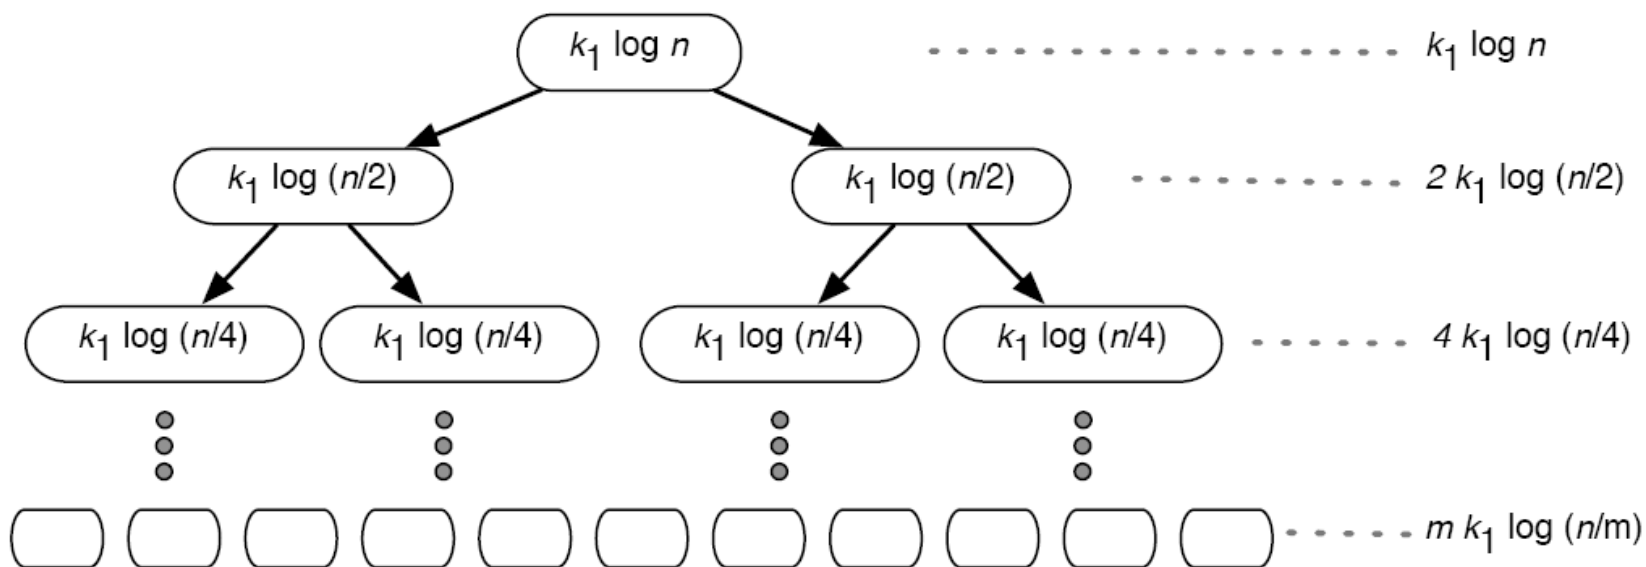 k1 log n k1 log n
k1 log (n/2) k1 log (n/2) 2 k1 log (n/2)
k1 log (n/4) k1 log (n/4) k1 log (n/4) k1 log (n/4) 4 k1 log (n/4)
m k1 log (n/m)